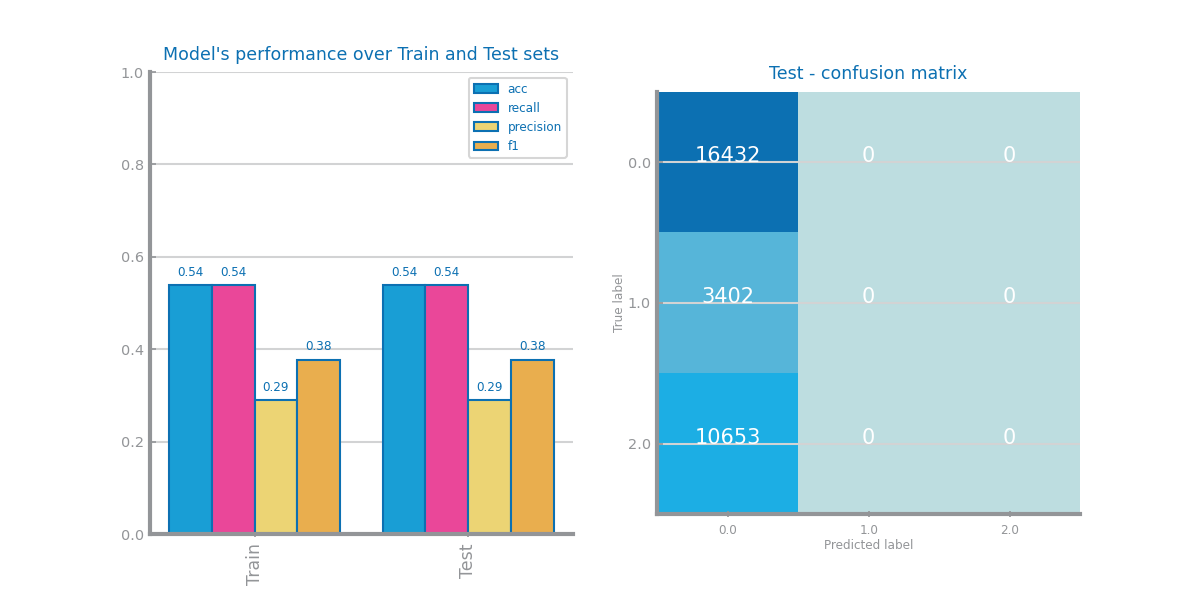 Model's performance over Train and Test sets
1.0
0.8
0.6
0.4
0.2
0.0
acc
recall
precision
f1
0.54 0.54 0.29 0.38
0.54 0.54 0.29 0.38
Train Test
Test - confusion matrix
True label
0.0 16432 0 0
1.0 3402 0 0
2.0 10653 0 0
0.0 1.0 2.0
Predicted label